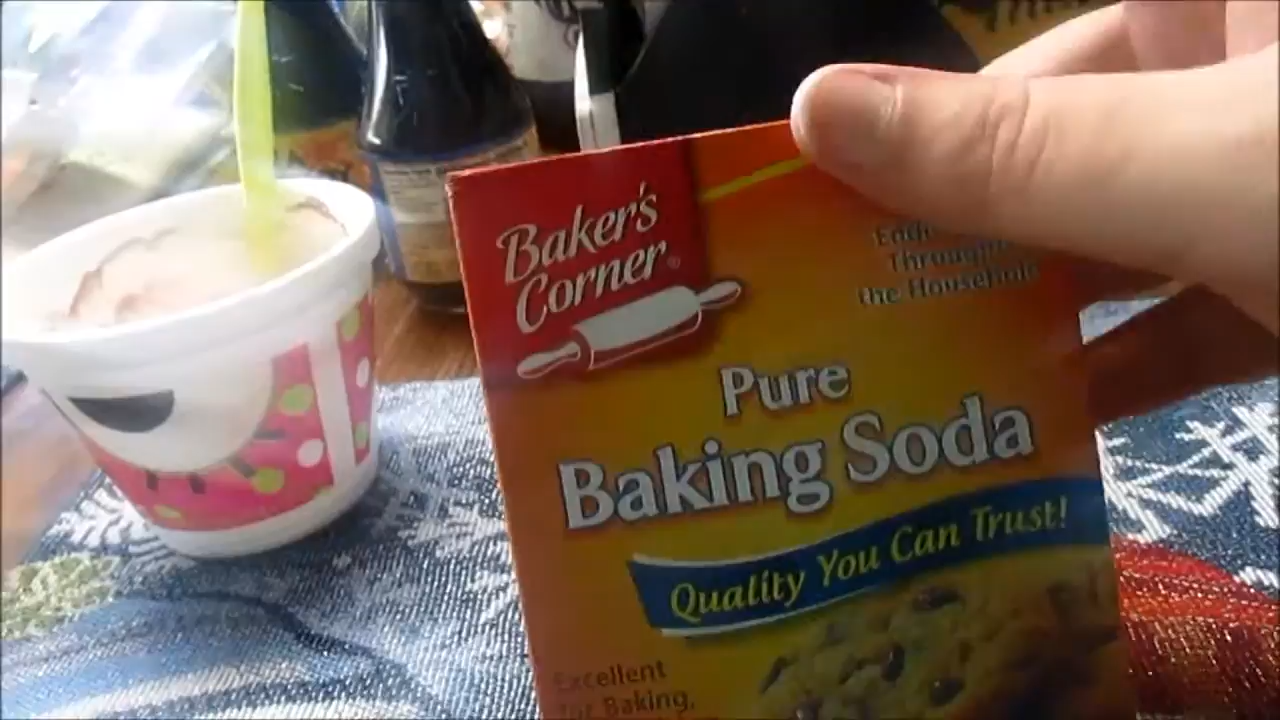 Baker's
Corner
the Household
Pure
Baking Soda
Quality You Can Trust!
Excellent
for Baking,